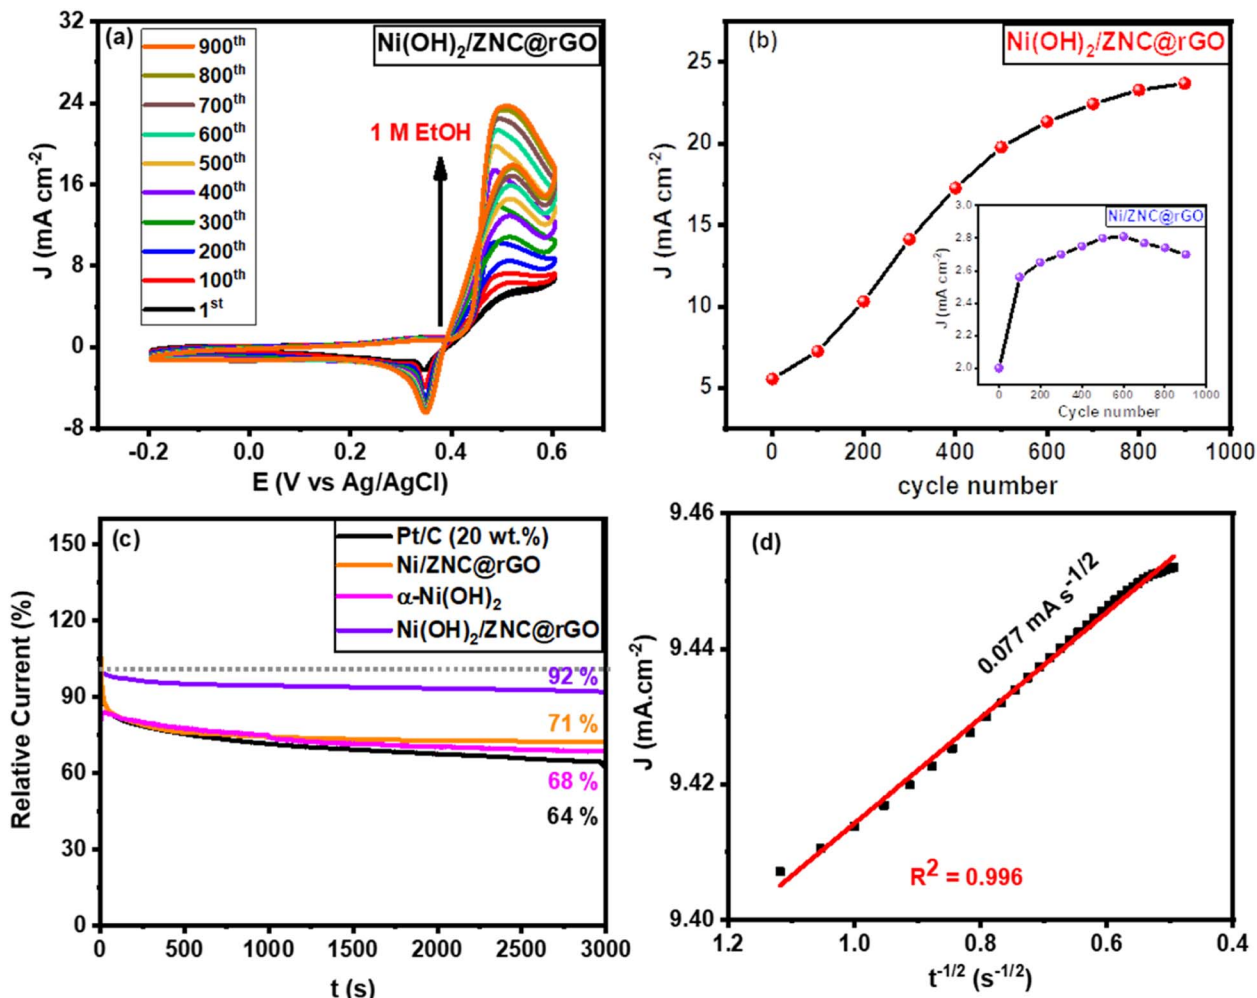 (a)
Ni(OH)₂/ZNC@rGO
900ᵗʰ
800ᵗʰ
700ᵗʰ
600ᵗʰ
500ᵗʰ
400ᵗʰ
300ᵗʰ
200ᵗʰ
100ᵗʰ
1ˢᵗ
1 M EtOH
J (mA cm⁻²)
32
24
16
8
0
-8
-0.2
0.0
0.2
0.4
0.6
E (V vs Ag/AgCl)
(b)
Ni(OH)₂/ZNC@rGO
J (mA cm⁻²)
25
20
15
10
5
0
200
400
600
800
1000
cycle number
Ni/ZNC@rGO
J (mA cm⁻²)
3.0
2.8
2.6
2.4
2.2
2.0
0
200
400
600
800
1000
Cycle number
(c)
Pt/C (20 wt.%)
Ni/ZNC@rGO
α-Ni(OH)₂
Ni(OH)₂/ZNC@rGO
92 %
71 %
68 %
64 %
Relative Current (%)
150
120
90
60
30
0
0
500
1000
1500
2000
2500
3000
t (s)
(d)
0.077 mA s⁻¹/²
R² = 0.996
J (mA.cm⁻²)
9.46
9.44
9.42
9.40
1.2
1.0
0.8
0.6
0.4
t⁻¹/² (s⁻¹/²)